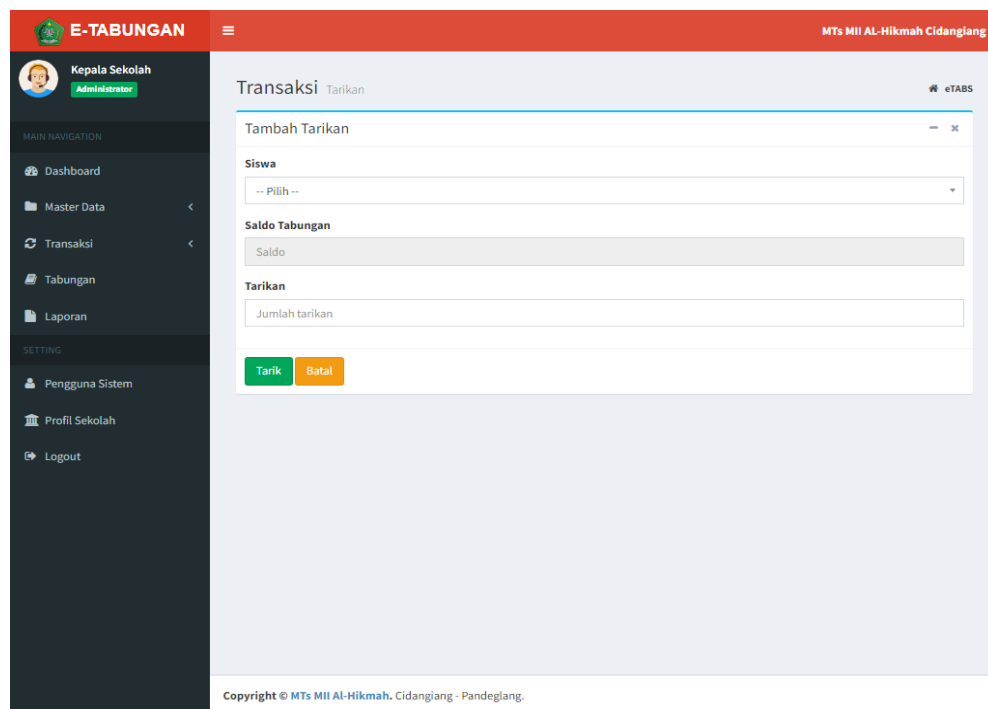 E-TABUNGAN
MTs MII AL-Hikmah Cidangiang
Kepala Sekolah
Administrator
MAIN NAVIGATION
Dashboard
Master Data
Transaksi
Tabungan
Laporan
SETTING
Pengguna Sistem
Profil Sekolah
Logout
Transaksi Tarikan
eTABS
Tambah Tarikan
Siswa
-- Pilih --
Saldo Tabungan
Saldo
Tarikan
Jumlah tarikan
Tarik Batal
Copyright © MTs MII Al-Hikmah. Cidangiang - Pandeglang.